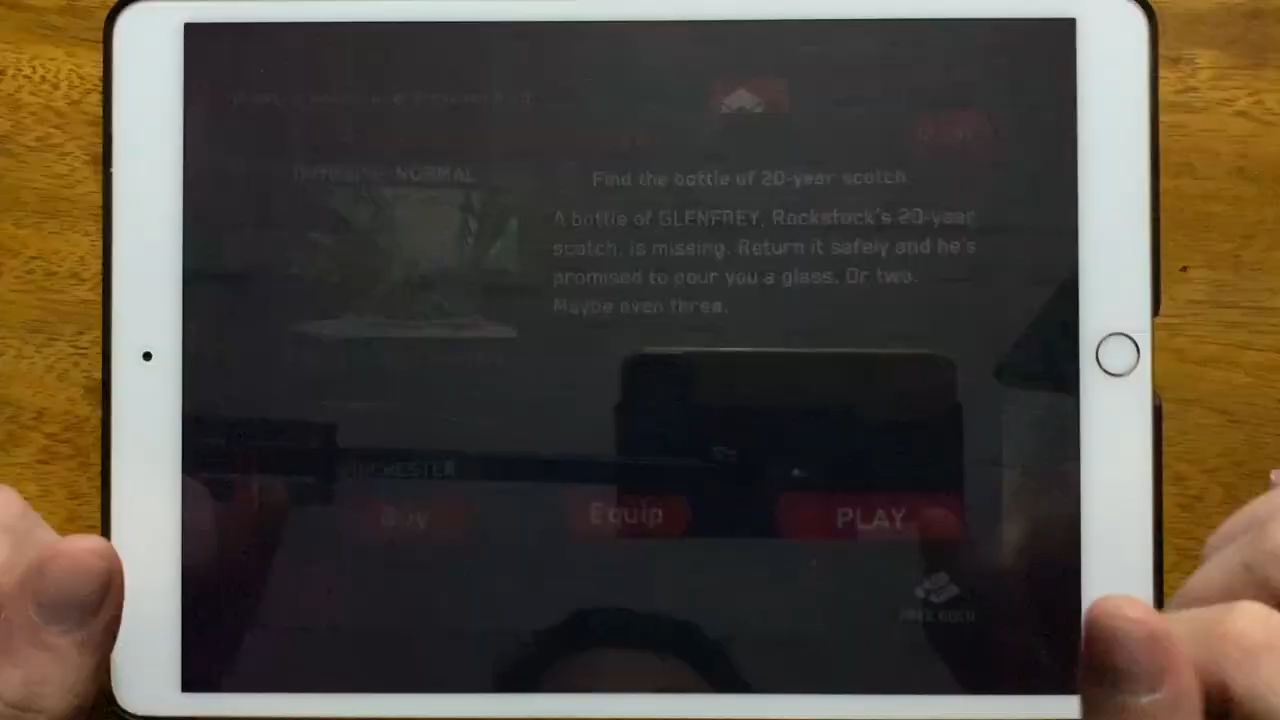 NORMAL
Find the bottle of 20-year scotch.
A bottle of GLENFREY, Rockstock's 20-year
scotch, is missing. Return it safely and he's
promised to pour you a glass. Or two.
Maybe even three.
WINCHESTER
Buy
Equip
PLAY